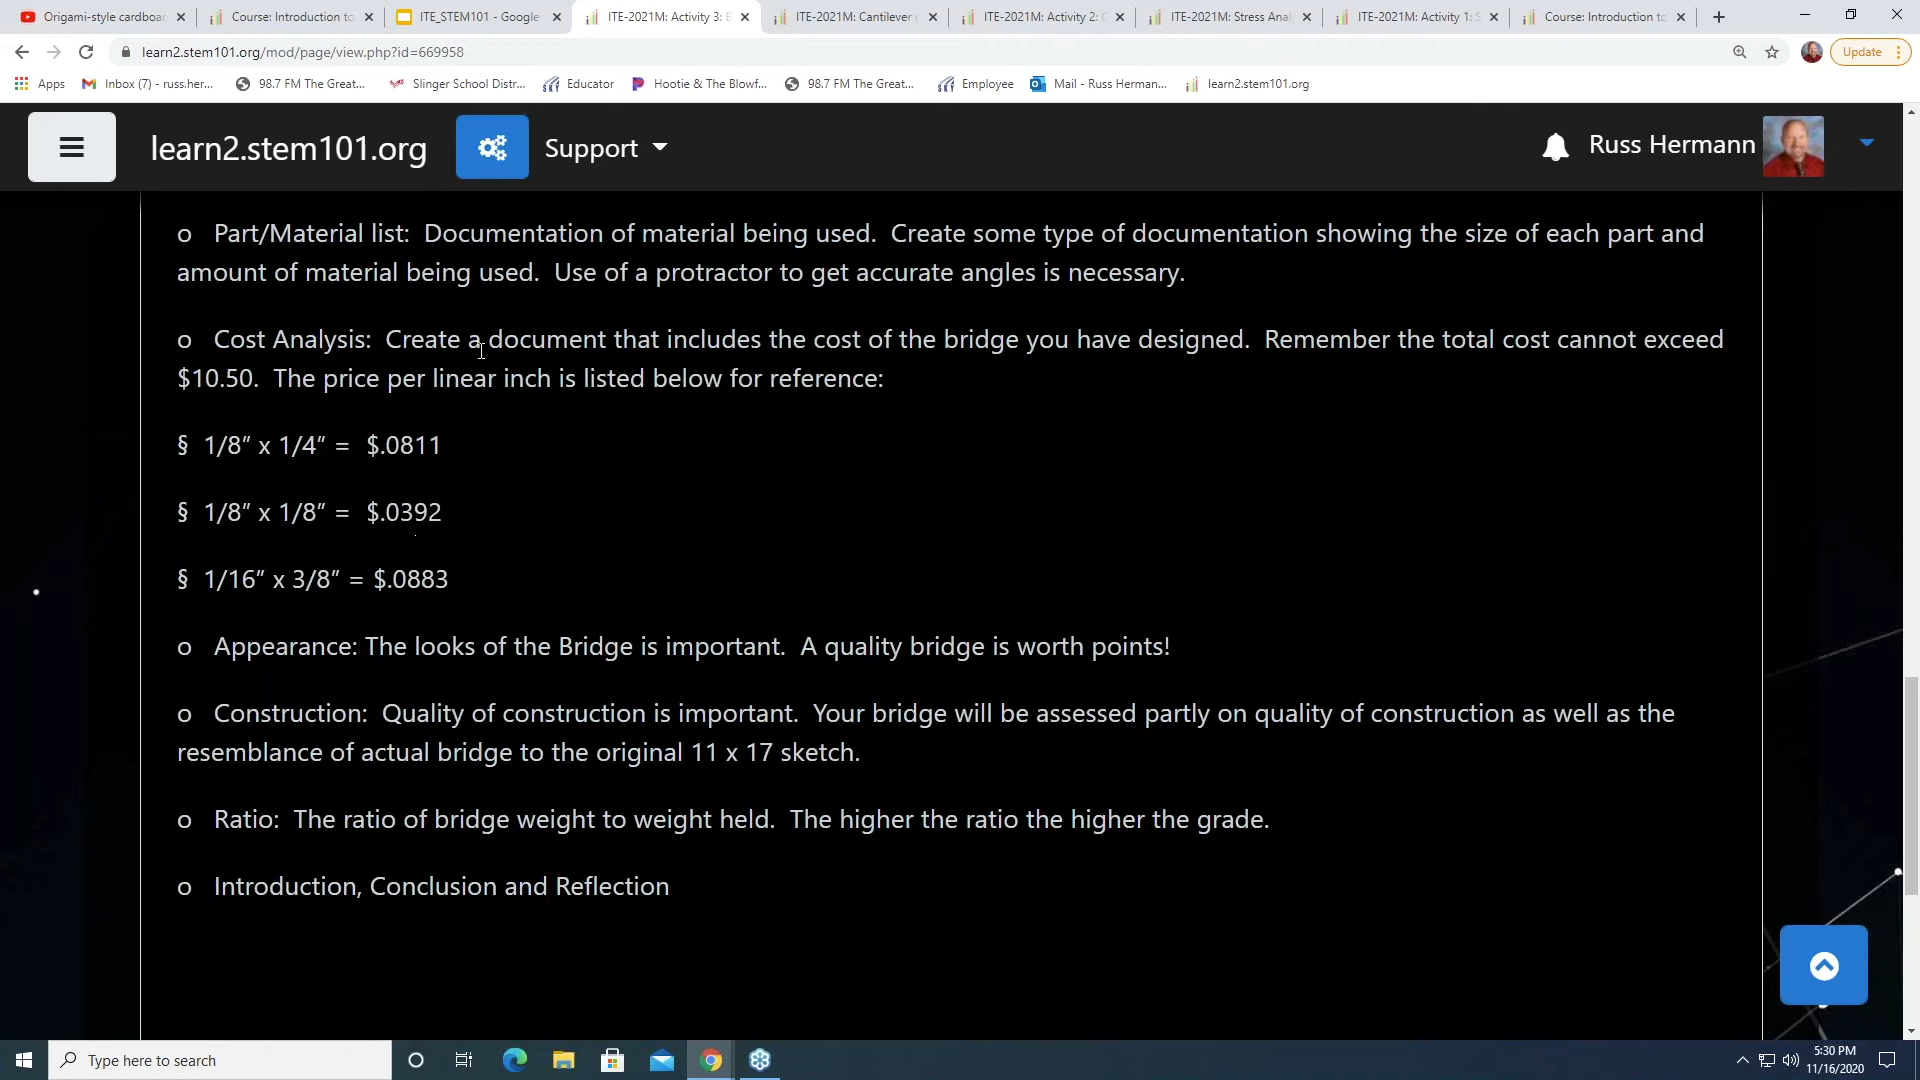 Origami-style cardboar
Course: Introduction to
ITE_STEM101 - Google
ITE-2021M: Activity 3: B
ITE-2021M: Cantilever
ITE-2021M: Activity 2:
ITE-2021M: Stress Anal
ITE-2021M: Activity 1: S
Course: Introduction to
learn2.stem101.org/mod/page/view.php?id=669958
Update
Apps
Inbox (7) - russ.her...
98.7 FM The Great...
Slinger School Distr...
Educator
Hootie & The Blowf...
98.7 FM The Great...
Employee
Mail - Russ Herman...
learn2.stem101.org
learn2.stem101.org
Support
Russ Hermann
o Part/Material list: Documentation of material being used. Create some type of documentation showing the size of each part and
amount of material being used. Use of a protractor to get accurate angles is necessary.
o Cost Analysis: Create a document that includes the cost of the bridge you have designed. Remember the total cost cannot exceed
$10.50. The price per linear inch is listed below for reference:
§ 1/8” x 1/4” = $.0811
§ 1/8” x 1/8” = $.0392
§ 1/16” x 3/8” = $.0883
o Appearance: The looks of the Bridge is important. A quality bridge is worth points!
o Construction: Quality of construction is important. Your bridge will be assessed partly on quality of construction as well as the
resemblance of actual bridge to the original 11 x 17 sketch.
o Ratio: The ratio of bridge weight to weight held. The higher the ratio the higher the grade.
o Introduction, Conclusion and Reflection
Type here to search
5:30 PM
11/16/2020